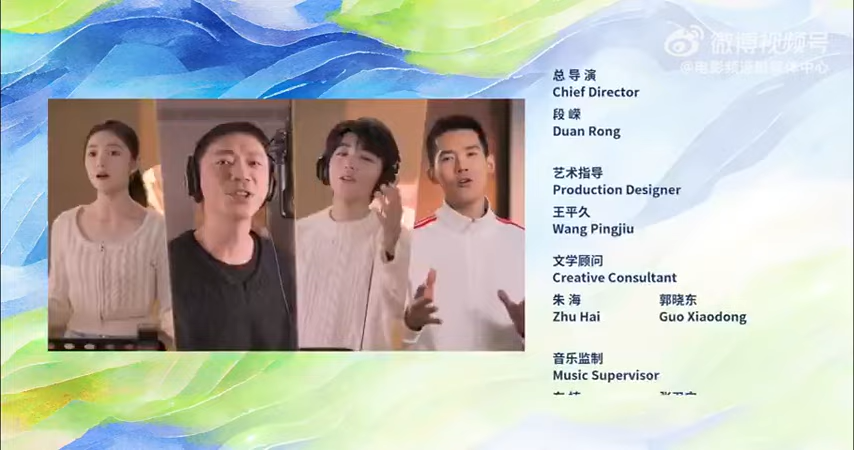 微博视频号
@电影频道融媒体中心
总 导 演
Chief Director
段 嵘
Duan Rong
艺术指导
Production Designer
王平久
Wang Pingjiu
文学顾问
Creative Consultant
朱 海 郭晓东
Zhu Hai Guo Xiaodong
音乐监制
Music Supervisor